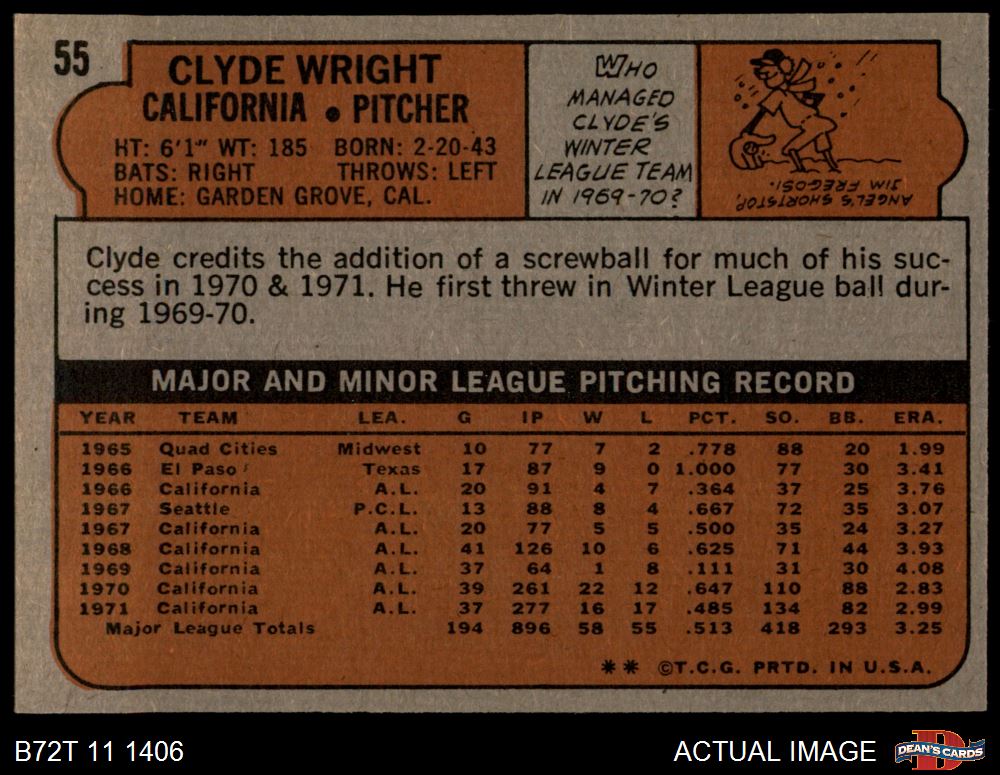 55
CLYDE WRIGHT
CALIFORNIA • PITCHER
HT: 6'1" WT: 185 BORN: 2-20-43
BATS: RIGHT THROWS: LEFT
HOME: GARDEN GROVE, CAL.
WHO
MANAGED
CLYDE'S
WINTER
LEAGUE TEAM
IN 1969-70?
ANGEL'S SHORTSTOP,
JIM FREGOSI.
Clyde credits the addition of a screwball for much of his suc-
cess in 1970 & 1971. He first threw in Winter League ball dur-
ing 1969-70.
MAJOR AND MINOR LEAGUE PITCHING RECORD
YEAR TEAM LEA. G IP W L PCT. SO. BB. ERA.
1965 Quad Cities Midwest 10 77 7 2 .778 88 20 1.99
1966 El Paso Texas 17 87 9 0 1.000 77 30 3.41
1966 California A.L. 20 91 4 7 .364 37 25 3.76
1967 Seattle P.C.L. 13 88 8 4 .667 72 35 3.07
1967 California A.L. 20 77 5 5 .500 35 24 3.27
1968 California A.L. 41 126 10 6 .625 71 44 3.93
1969 California A.L. 37 64 1 8 .111 31 30 4.08
1970 California A.L. 39 261 22 12 .647 110 88 2.83
1971 California A.L. 37 277 16 17 .485 134 82 2.99
Major League Totals 194 896 58 55 .513 418 293 3.25
** ©T.C.G. PRTD. IN U.S.A.
B72T 11 1406 ACTUAL IMAGE DEAN'S CARDS